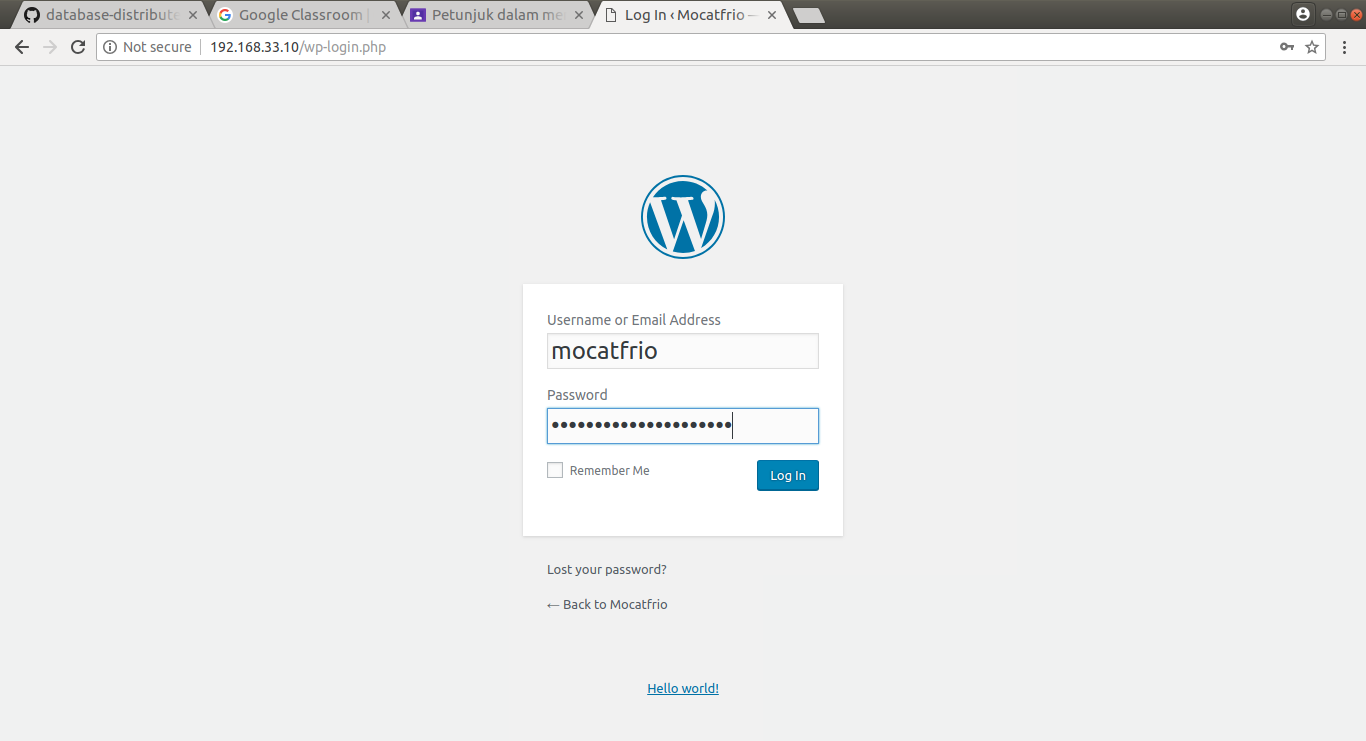 database-distribute
Google Classroom |
Petunjuk dalam me
Log In ‹ Mocatfrio —
Not secure
192.168.33.10/wp-login.php
Username or Email Address
mocatfrio
Password
Remember Me
Log In
Lost your password?
← Back to Mocatfrio
Hello world!